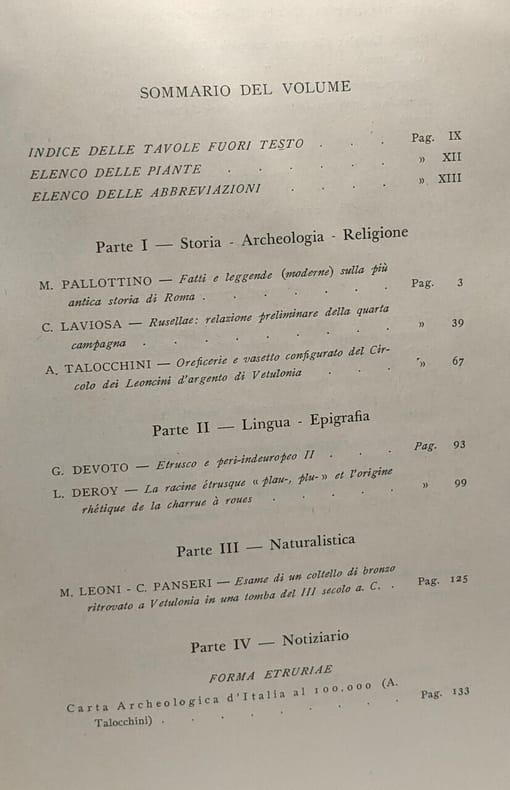 SOMMARIO DEL VOLUME
INDICE DELLE TAVOLE FUORI TESTO . . . Pag. IX
ELENCO DELLE PIANTE . . . . . . » XII
ELENCO DELLE ABBREVIAZIONI . . . . » XIII
Parte I — Storia - Archeologia - Religione
M. PALLOTTINO — Fatti e leggende (moderne) sulla più
antica storia di Roma . . . . . . . Pag. 3
C. LAVIOSA — Rusellae: relazione preliminare della quarta
campagna . . . . . . . . » 39
A. TALOCCHINI — Oreficerie e vasetto configurato del Cir-
colo dei Leoncini d'argento di Vetulonia . . . » 67
Parte II — Lingua - Epigrafia
G. DEVOTO — Etrusco e peri-indeuropeo II . . . . Pag. 93
L. DEROY — La racine étrusque « plau-, plu- » et l'origine
rhétique de la charrue à roues . . . . . » 99
Parte III — Naturalistica
M. LEONI - C. PANSERI — Esame di un coltello di bronzo
ritrovato a Vetulonia in una tomba del III secolo a. C. . Pag. 125
Parte IV — Notiziario
FORMA ETRURIAE
Carta Archeologica d'Italia al 100.000 (A.
Talocchini) . . . . . . . . Pag. 133